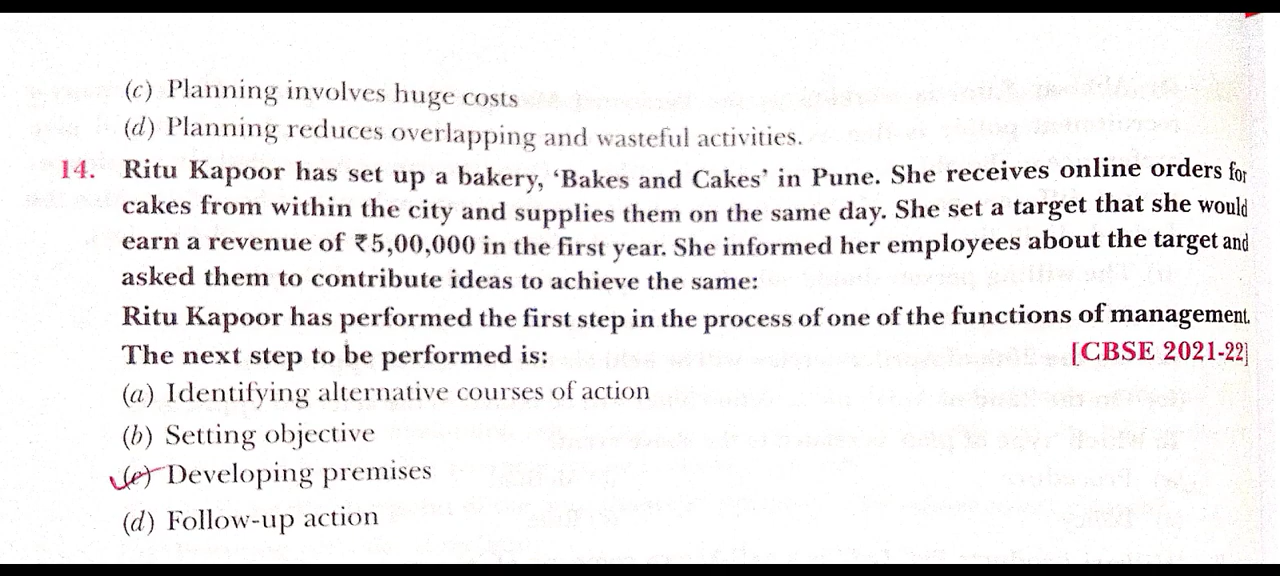 (c) Planning involves huge costs
(d) Planning reduces overlapping and wasteful activities.
14. Ritu Kapoor has set up a bakery, ‘Bakes and Cakes’ in Pune. She receives online orders for
cakes from within the city and supplies them on the same day. She set a target that she would
earn a revenue of ₹5,00,000 in the first year. She informed her employees about the target and
asked them to contribute ideas to achieve the same:
Ritu Kapoor has performed the first step in the process of one of the functions of management.
The next step to be performed is: [CBSE 2021-22]
(a) Identifying alternative courses of action
(b) Setting objective
(c) Developing premises
(d) Follow-up action